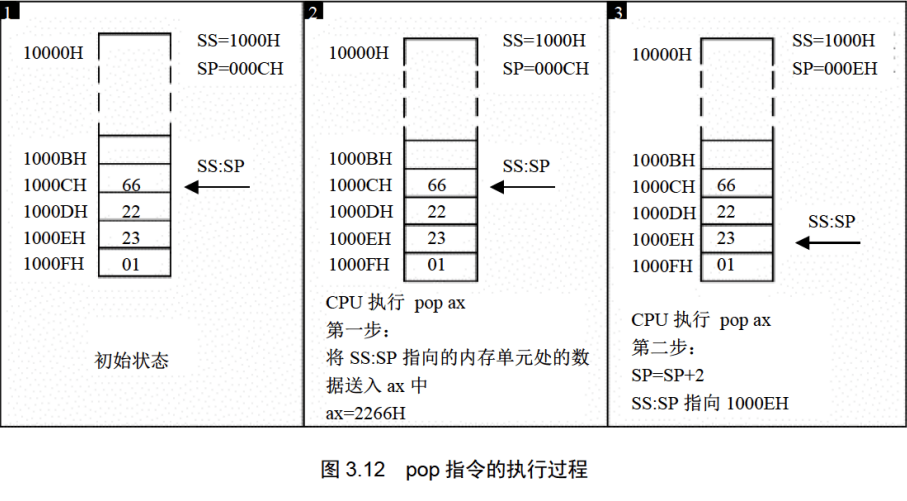 1
SS=1000H
10000H
SP=000CH
1000BH
SS:SP
1000CH 66
1000DH 22
1000EH 23
1000FH 01
初始状态
2
SS=1000H
10000H
SP=000CH
1000BH
SS:SP
1000CH 66
1000DH 22
1000EH 23
1000FH 01
CPU 执行 pop ax
第一步：
将 SS:SP 指向的内存单元处的数
据送入 ax 中
ax=2266H
3
SS=1000H
10000H
SP=000EH
1000BH
1000CH 66
1000DH 22
SS:SP
1000EH 23
1000FH 01
CPU 执行 pop ax
第二步：
SP=SP+2
SS:SP 指向 1000EH
图 3.12 pop 指令的执行过程